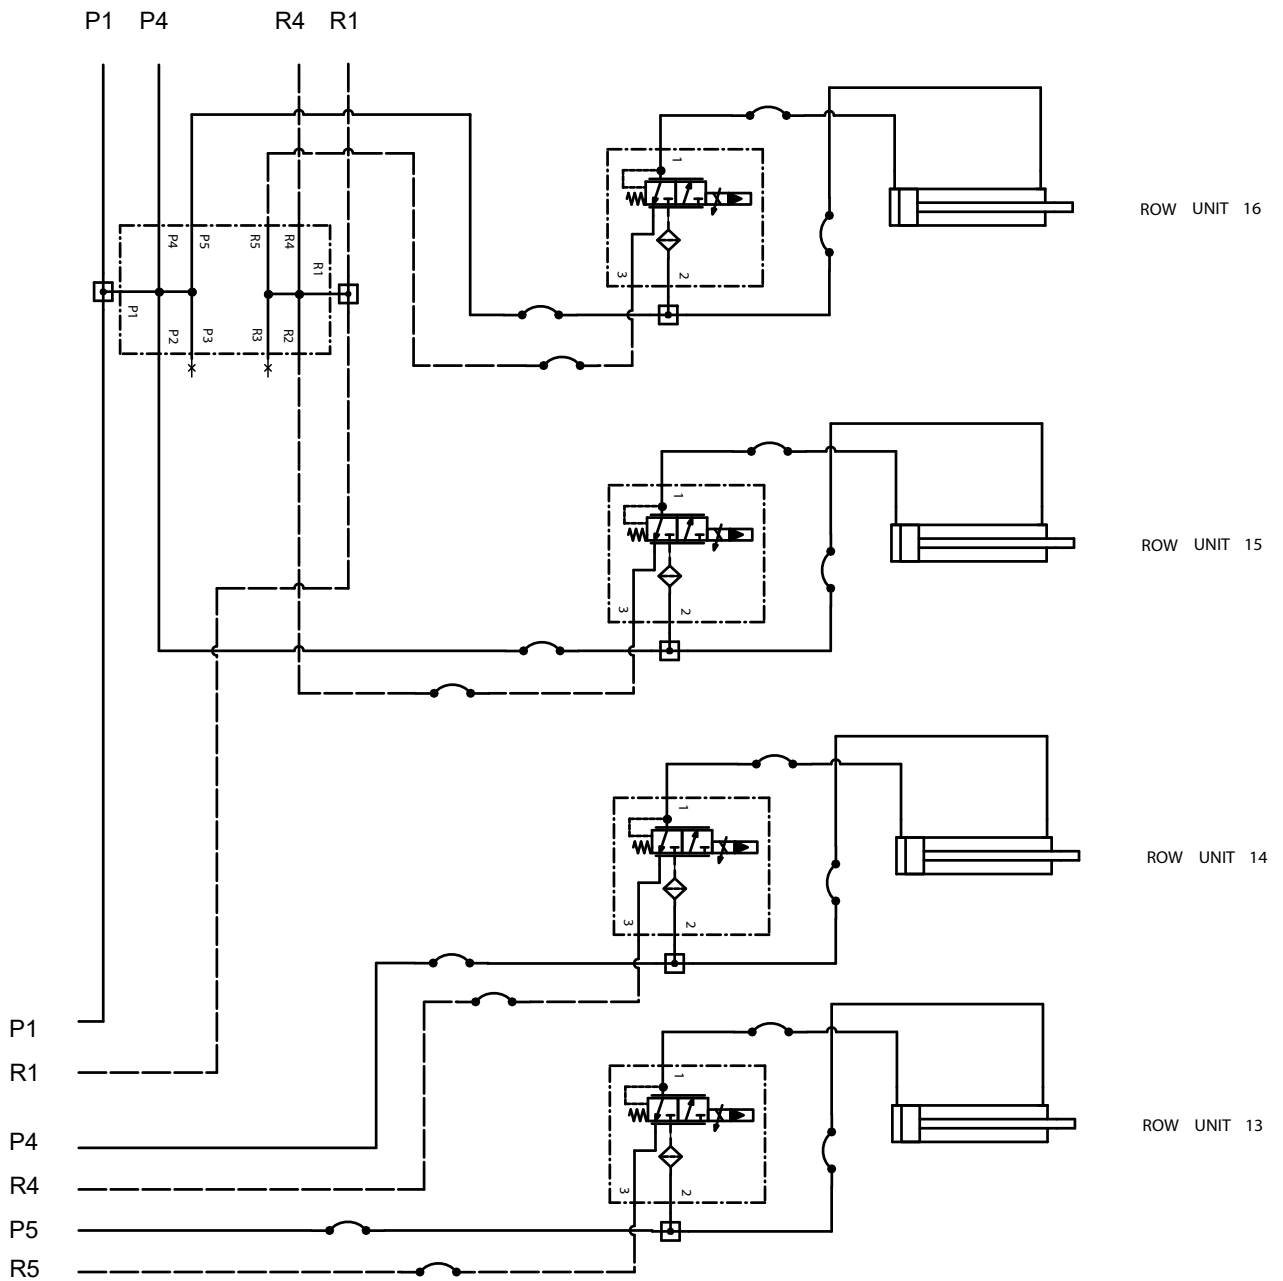 P1 P4 R4 R1
1
3 2
ROW UNIT 16
P4 P5 R5 R4
R1
P1
P2 P3 R3 R2
1
3 2
ROW UNIT 15
1
3 2
ROW UNIT 14
1
3 2
ROW UNIT 13
P1
R1
P4
R4
P5
R5